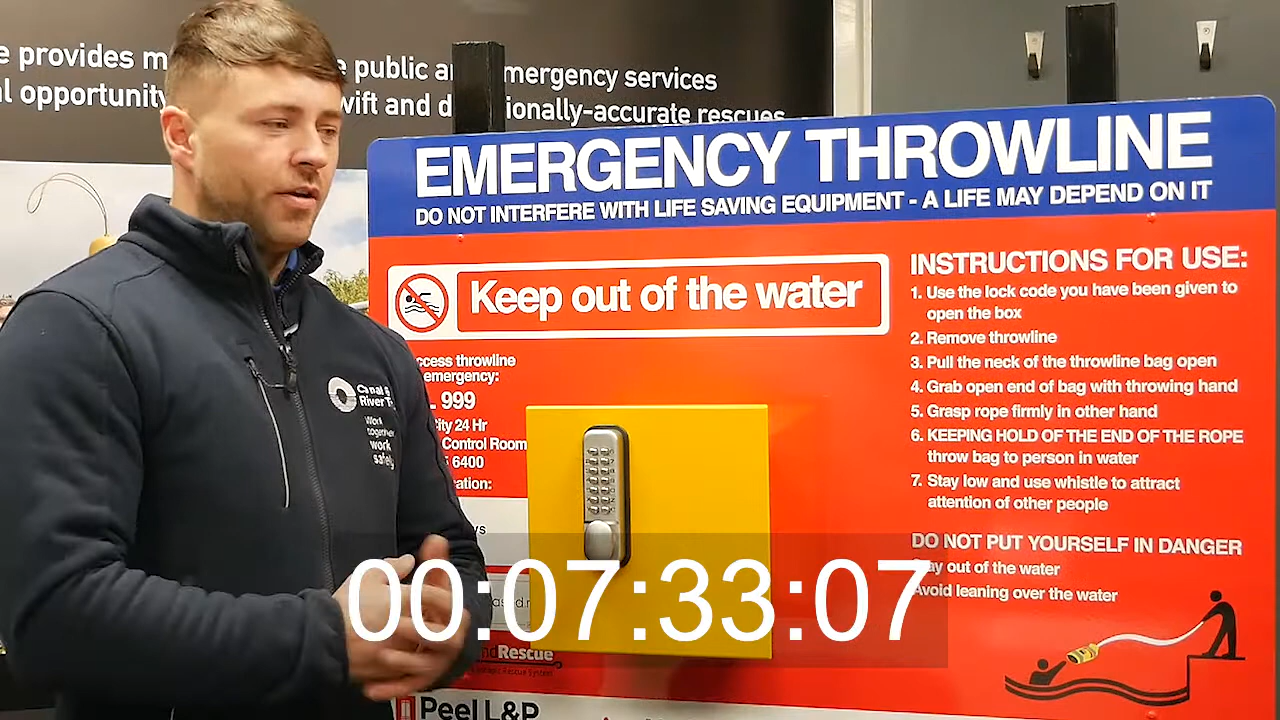 e provides m e public a mergency services
al opportunity wift and d ionally-accurate rescues
EMERGENCY THROWLINE
DO NOT INTERFERE WITH LIFE SAVING EQUIPMENT - A LIFE MAY DEPEND ON IT
Keep out of the water
ccess throwline
emergency:
999
ity 24 Hr
Control Room
6400
cation:
INSTRUCTIONS FOR USE:
1. Use the lock code you have been given to
open the box
2. Remove throwline
3. Pull the neck of the throwline bag open
4. Grab open end of bag with throwing hand
5. Grasp rope firmly in other hand
6. KEEPING HOLD OF THE END OF THE ROPE
throw bag to person in water
7. Stay low and use whistle to attract
attention of other people
DO NOT PUT YOURSELF IN DANGER
Stay out of the water
Avoid leaning over the water
Canal &
River T
Work
together
work
safely
00:07:33:07
ndRescue
Peel L&P